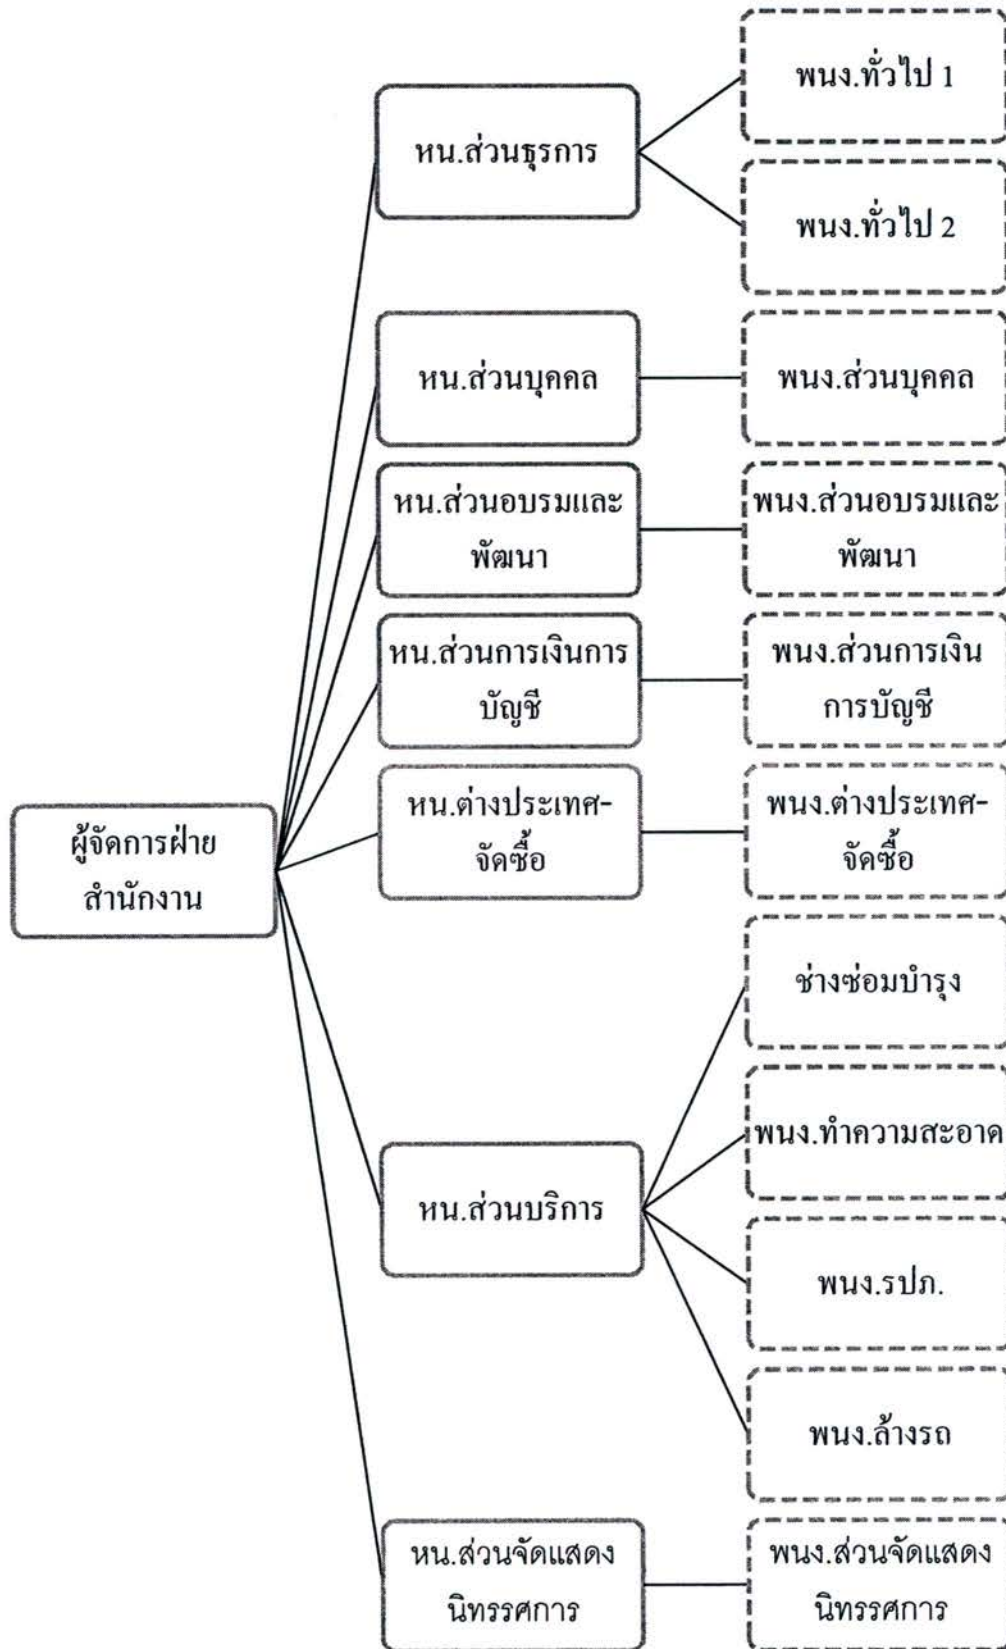 พนง.ทั่วไป 1
หน.ส่วนธุรการ
พนง.ทั่วไป 2
หน.ส่วนบุคคล
พนง.ส่วนบุคคล
หน.ส่วนอบรมและ
พัฒนา
พนง.ส่วนอบรมและ
พัฒนา
หน.ส่วนการเงินการ
บัญชี
พนง.ส่วนการเงิน
การบัญชี
หน.ต่างประเทศ-
จัดซื้อ
พนง.ต่างประเทศ-
จัดซื้อ
ผู้จัดการฝ่าย
สำนักงาน
ช่างซ่อมบำรุง
พนง.ทำความสะอาด
หน.ส่วนบริการ
พนง.รปภ.
พนง.ล้างรถ
หน.ส่วนจัดแสดง
นิทรรศการ
พนง.ส่วนจัดแสดง
นิทรรศการ